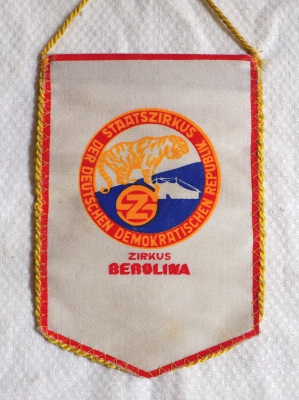 STAATSZIRKUS DER DEUTSCHEN DEMOKRATISCHEN REPUBLIK
Z
ZIRKUS
BEROLINA